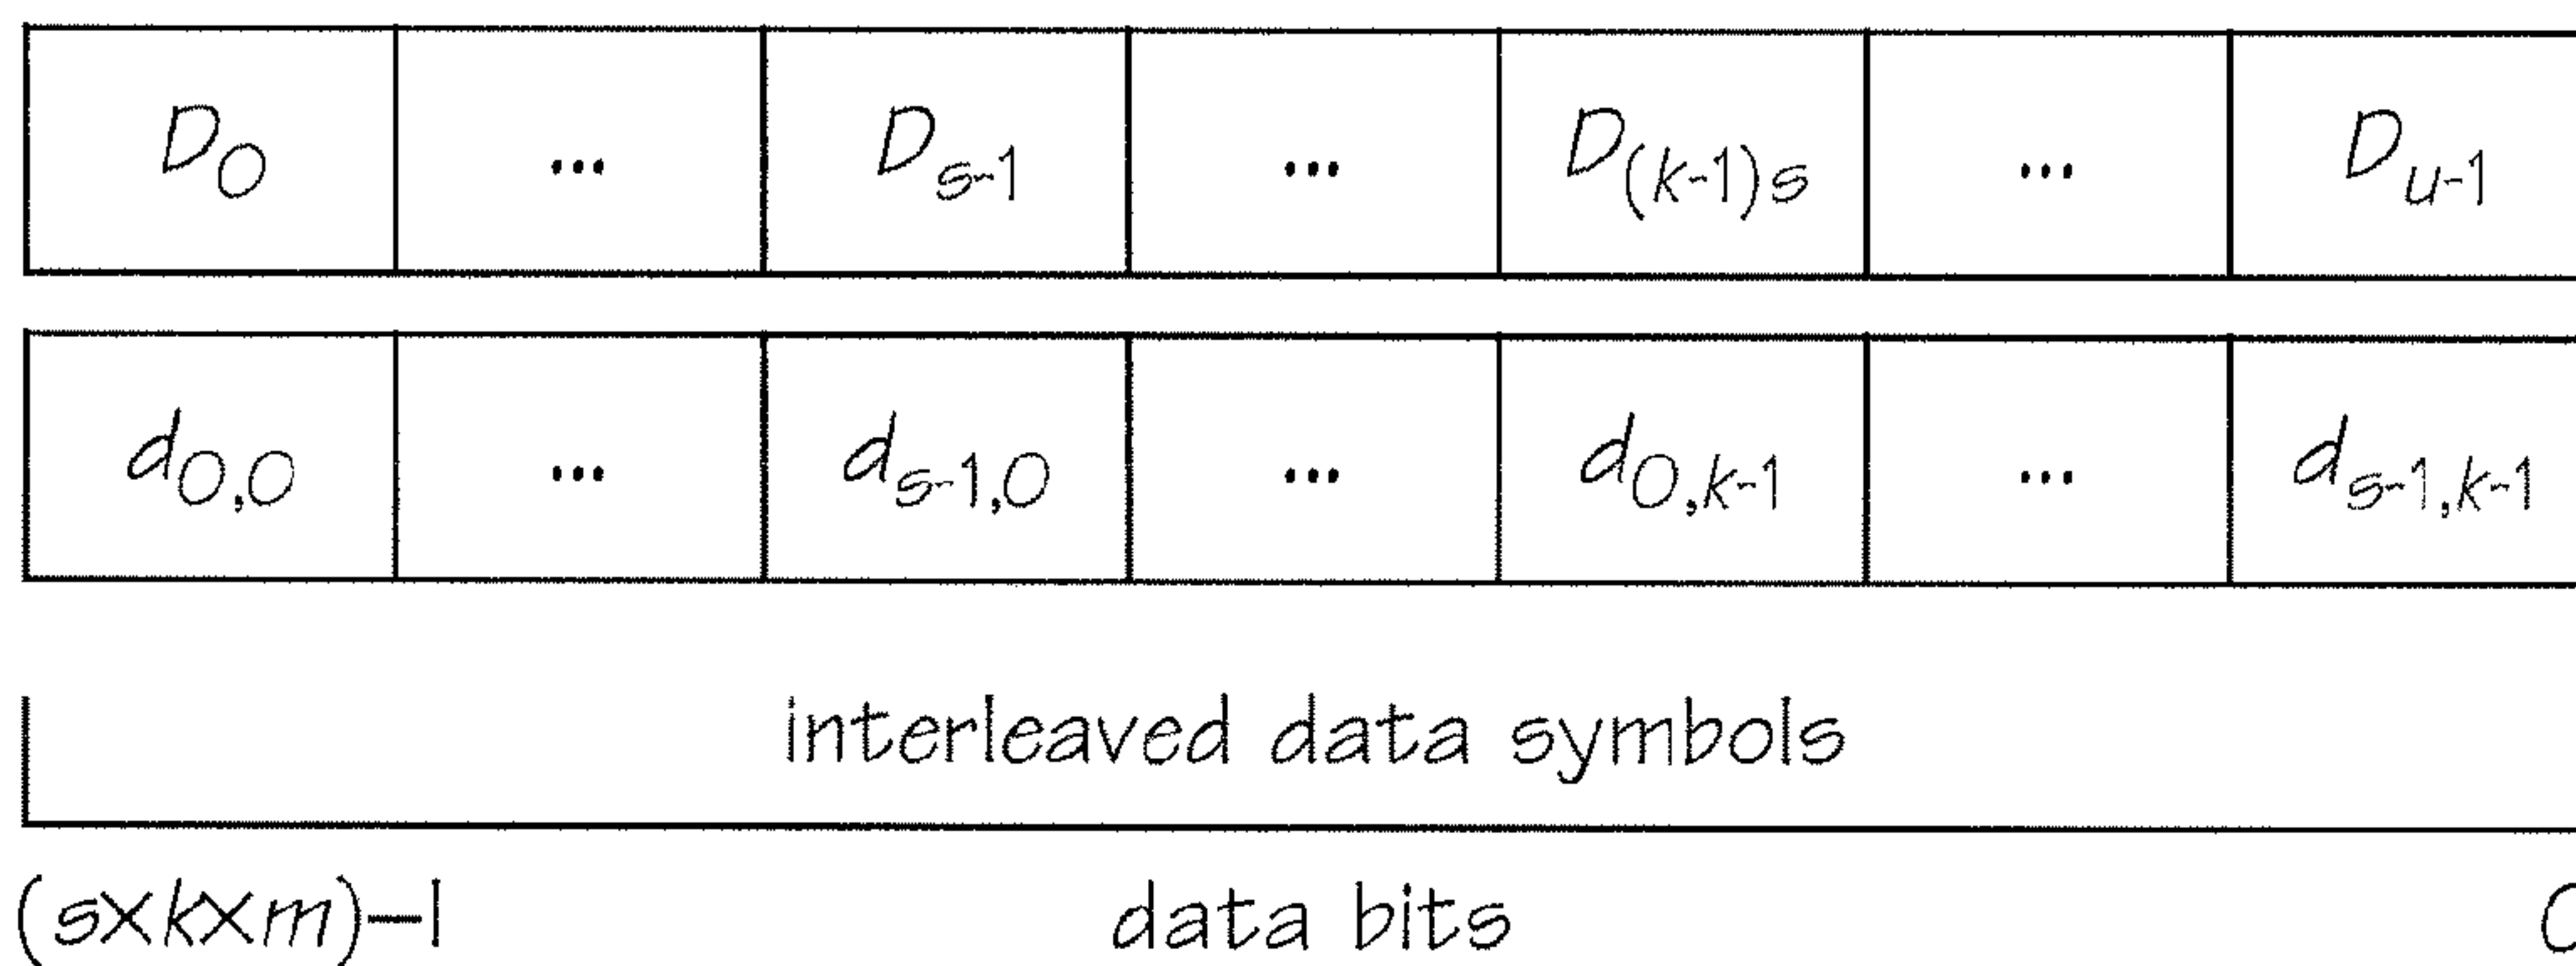 D0 ... Ds-1 ... D(k-1)s ... Du-1
d0,0 ... ds-1,0 ... d0,k-1 ... ds-1,k-1
interleaved data symbols
(s×k×m)–1 data bits 0